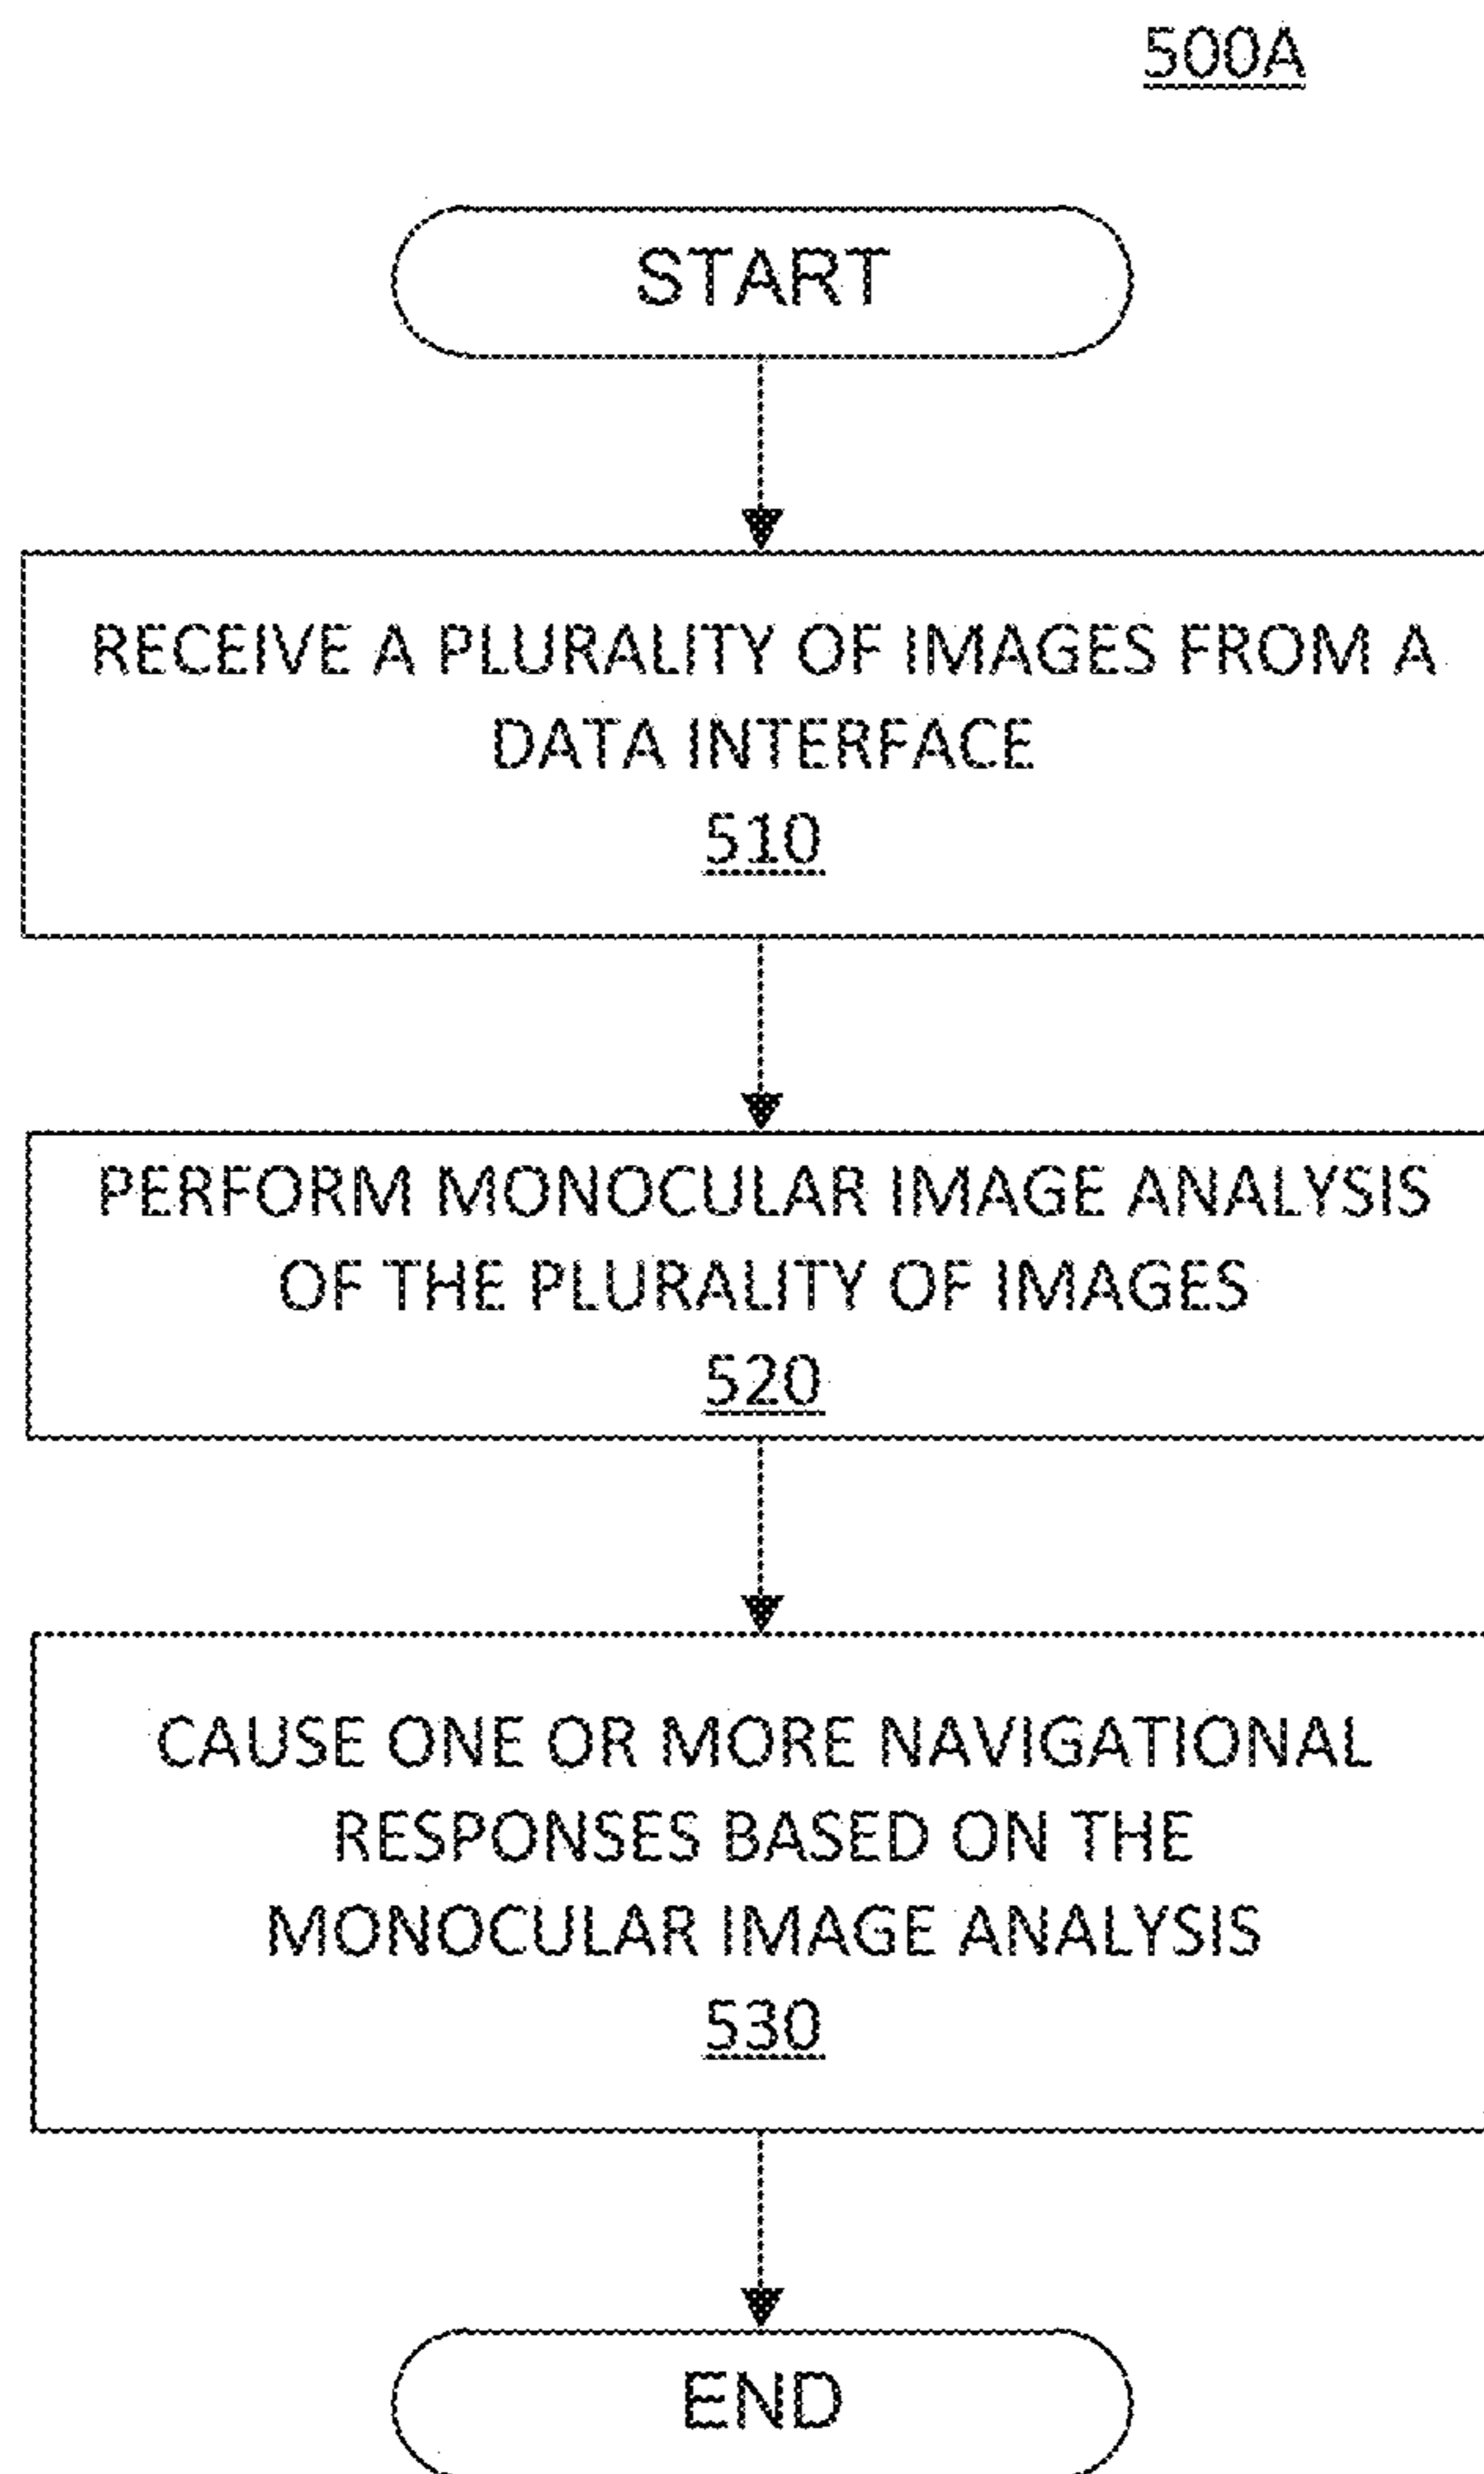 500A
START
RECEIVE A PLURALITY OF IMAGES FROM A
DATA INTERFACE
510
PERFORM MONOCULAR IMAGE ANALYSIS
OF THE PLURALITY OF IMAGES
520
CAUSE ONE OR MORE NAVIGATIONAL
RESPONSES BASED ON THE
MONOCULAR IMAGE ANALYSIS
530
END